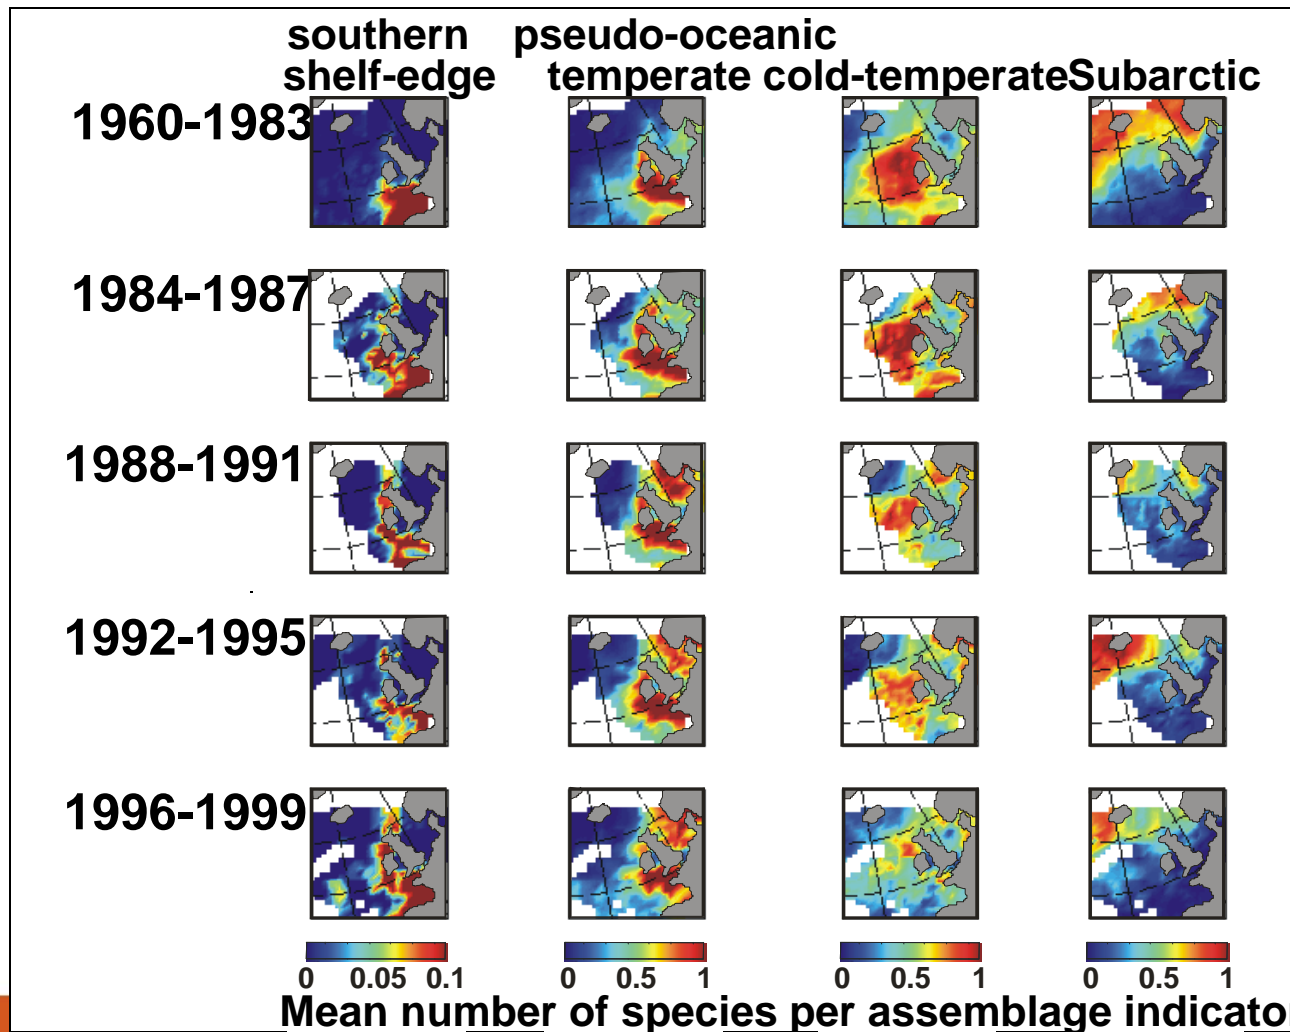 southern pseudo-oceanic
shelf-edge temperate cold-temperate Subarctic
1960-1983
1984-1987
1988-1991
1992-1995
1996-1999
0 0.05 0.1 0 0.5 1 0 0.5 1 0 0.5 1
Mean number of species per assemblage indicato